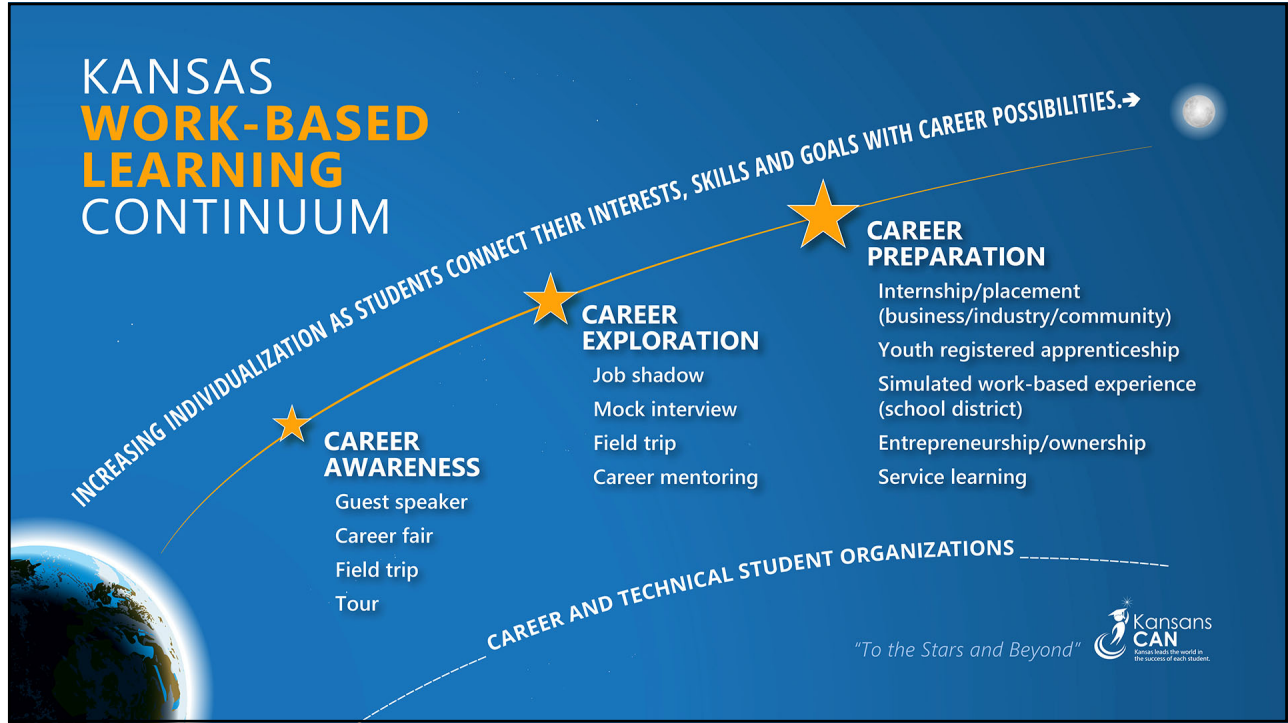 KANSAS
WORK-BASED
LEARNING
CONTINUUM
INCREASING INDIVIDUALIZATION AS STUDENTS CONNECT THEIR INTERESTS, SKILLS AND GOALS WITH CAREER POSSIBILITIES.→
CAREER
AWARENESS
Guest speaker
Career fair
Field trip
Tour
CAREER
EXPLORATION
Job shadow
Mock interview
Field trip
Career mentoring
CAREER
PREPARATION
Internship/placement
(business/industry/community)
Youth registered apprenticeship
Simulated work-based experience
(school district)
Entrepreneurship/ownership
Service learning
CAREER AND TECHNICAL STUDENT ORGANIZATIONS
"To the Stars and Beyond"
Kansans
CAN
Kansas leads the world in
the success of each student.